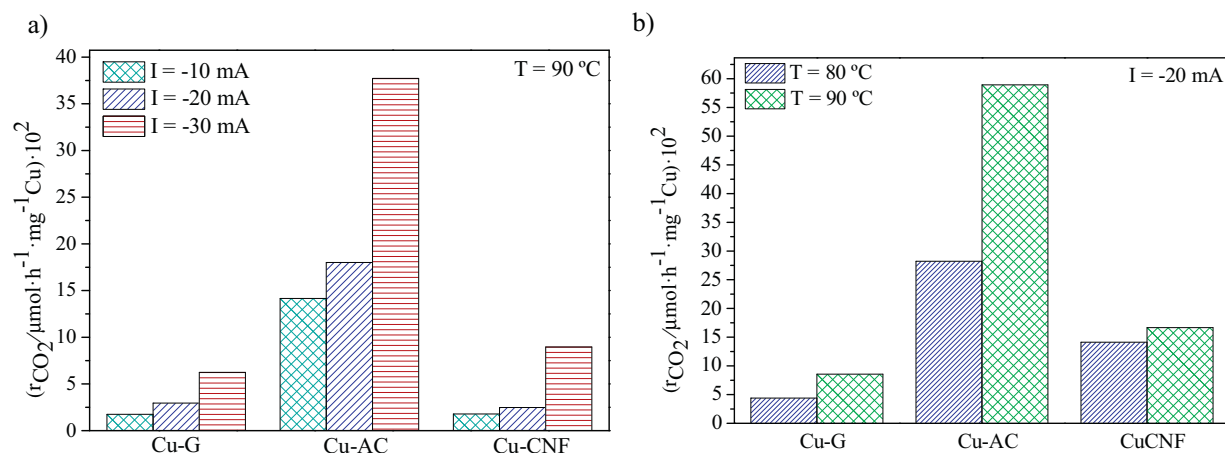 a)
I = -10 mA
I = -20 mA
I = -30 mA
T = 90 ºC
40
35
30
25
20
15
10
5
0
(rCO2/µmol·h-1·mg-1Cu)·102
Cu-G
Cu-AC
Cu-CNF
b)
T = 80 ºC
T = 90 ºC
I = -20 mA
60
55
50
45
40
35
30
25
20
15
10
5
0
(rCO2/µmol·h-1·mg-1Cu)·102
Cu-G
Cu-AC
CuCNF